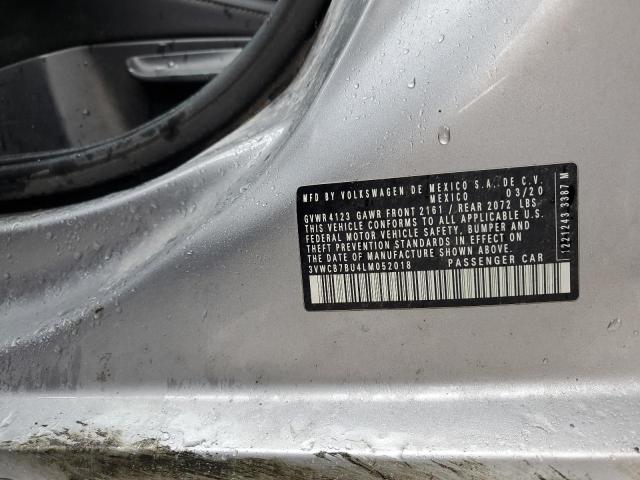 MFD BY VOLKSWAGEN DE MEXICO S.A. DE C.V.
MEXICO 03/20
GVWR 4123 GAWR FRONT 2161 / REAR 2072 LBS
THIS VEHICLE CONFORMS TO ALL APPLICABLE U.S.
FEDERAL MOTOR VEHICLE SAFETY, BUMPER AND
THEFT PREVENTION STANDARDS IN EFFECT ON
THE DATE OF MANUFACTURE SHOWN ABOVE.
3VWCB7BU4LM052018 PASSENGER CAR
1221243 3387 M